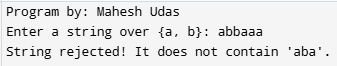 Program by: Mahesh Udas
Enter a string over {a, b}: abbaaa
String rejected! It does not contain 'aba'.